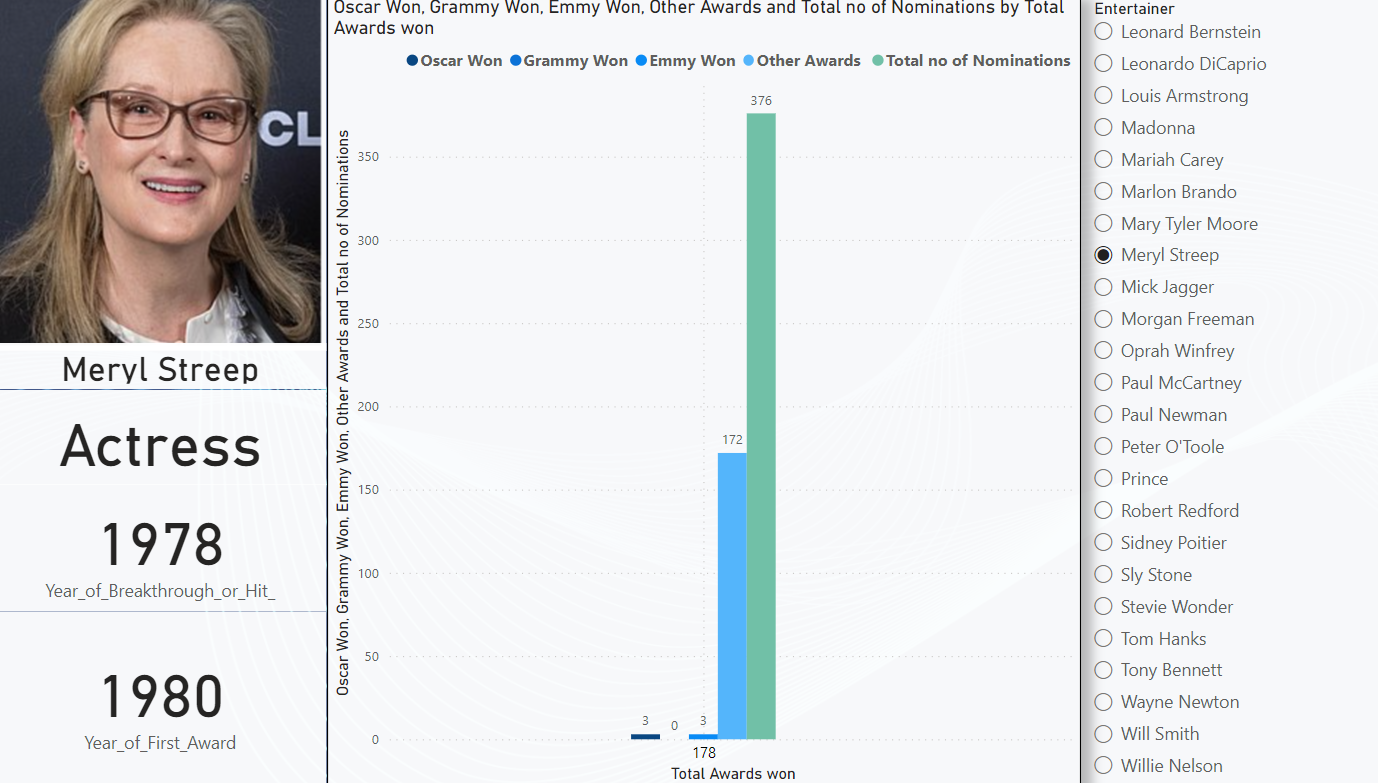 CL
Meryl Streep
Actress
1978
Year_of_Breakthrough_or_Hit_
1980
Year_of_First_Award
Oscar Won, Grammy Won, Emmy Won, Other Awards and Total no of Nominations by Total
Awards won
Oscar Won Grammy Won Emmy Won Other Awards Total no of Nominations
Oscar Won, Grammy Won, Emmy Won, Other Awards and Total no of Nominations
350
300
250
200
150
100
50
0
3
0
3
172
376
178
Total Awards won
Entertainer
Leonard Bernstein
Leonardo DiCaprio
Louis Armstrong
Madonna
Mariah Carey
Marlon Brando
Mary Tyler Moore
Meryl Streep
Mick Jagger
Morgan Freeman
Oprah Winfrey
Paul McCartney
Paul Newman
Peter O'Toole
Prince
Robert Redford
Sidney Poitier
Sly Stone
Stevie Wonder
Tom Hanks
Tony Bennett
Wayne Newton
Will Smith
Willie Nelson